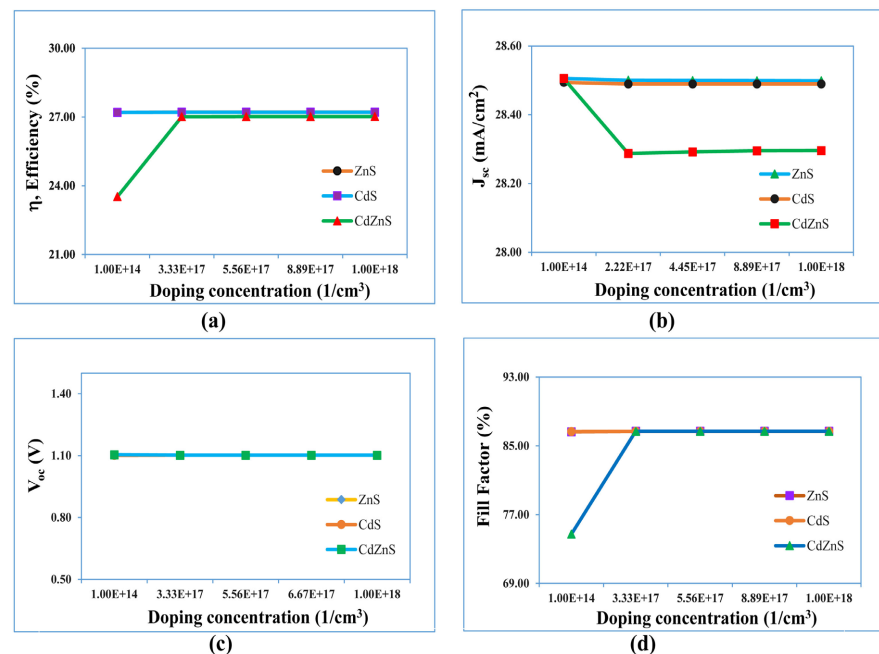 30.00
27.00
24.00
21.00
η, Efficiency (%)
ZnS
CdS
CdZnS
1.00E+14 3.33E+17 5.56E+17 8.89E+17 1.00E+18
Doping concentration (1/cm³)
(a)
28.60
28.40
28.20
28.00
Jsc (mA/cm²)
ZnS
CdS
CdZnS
1.00E+14 2.22E+17 4.45E+17 8.89E+17 1.00E+18
Doping concentration (1/cm³)
(b)
1.40
1.10
0.80
0.50
Voc (V)
ZnS
CdS
CdZnS
1.00E+14 3.33E+17 5.56E+17 6.67E+17 1.00E+18
Doping concentration (1/cm³)
(c)
93.00
85.00
77.00
69.00
Fill Factor (%)
ZnS
CdS
CdZnS
1.00E+14 3.33E+17 5.56E+17 8.89E+17 1.00E+18
Doping concentration (1/cm³)
(d)